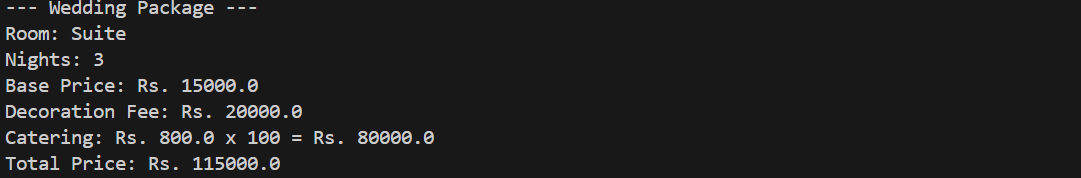 --- Wedding Package ---
Room: Suite
Nights: 3
Base Price: Rs. 15000.0
Decoration Fee: Rs. 20000.0
Catering: Rs. 800.0 x 100 = Rs. 80000.0
Total Price: Rs. 115000.0